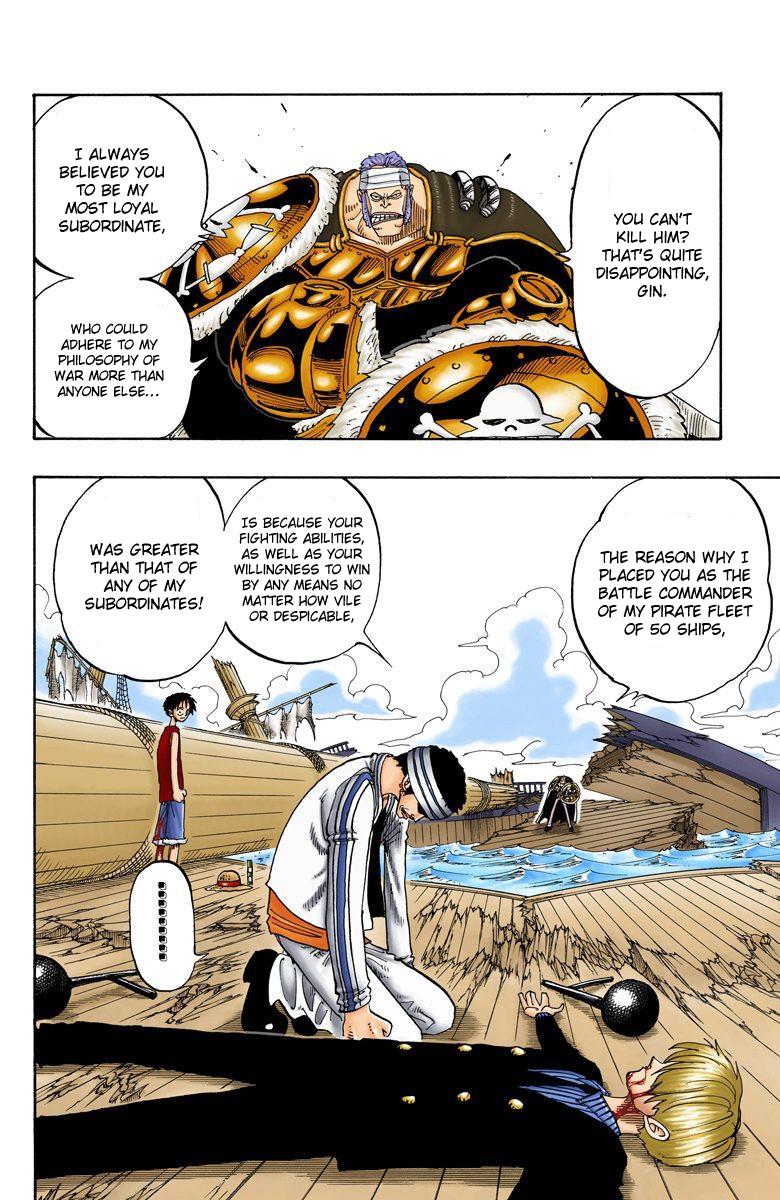 YOU CAN'T
KILL HIM?
THAT'S QUITE
DISAPPOINTING,
GIN.
I ALWAYS
BELIEVED YOU
TO BE MY
MOST LOYAL
SUBORDINATE,
WHO COULD
ADHERE TO MY
PHILOSOPHY OF
WAR MORE THAN
ANYONE ELSE...
THE REASON WHY I
PLACED YOU AS THE
BATTLE COMMANDER
OF MY PIRATE FLEET
OF 50 SHIPS,
IS BECAUSE YOUR
FIGHTING ABILITIES,
AS WELL AS YOUR
WILLINGNESS TO WIN
BY ANY MEANS NO
MATTER HOW VILE
OR DESPICABLE,
WAS GREATER
THAN THAT OF
ANY OF MY
SUBORDINATES!